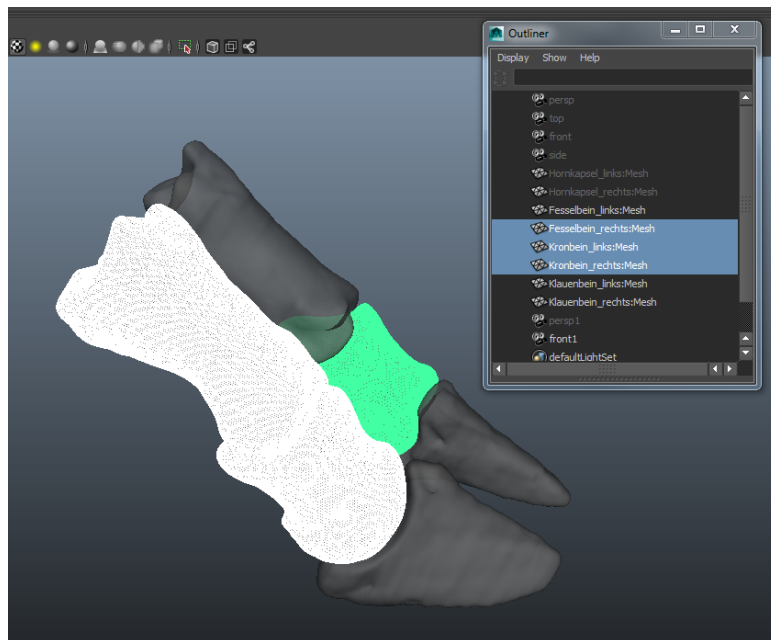 Outliner
Display Show Help
persp
top
front
side
Hornkapsel_links:Mesh
Hornkapsel_rechts:Mesh
Fesselbein_links:Mesh
Fesselbein_rechts:Mesh
Kronbein_links:Mesh
Kronbein_rechts:Mesh
Klauenbein_links:Mesh
Klauenbein_rechts:Mesh
persp1
front1
defaultLightSet